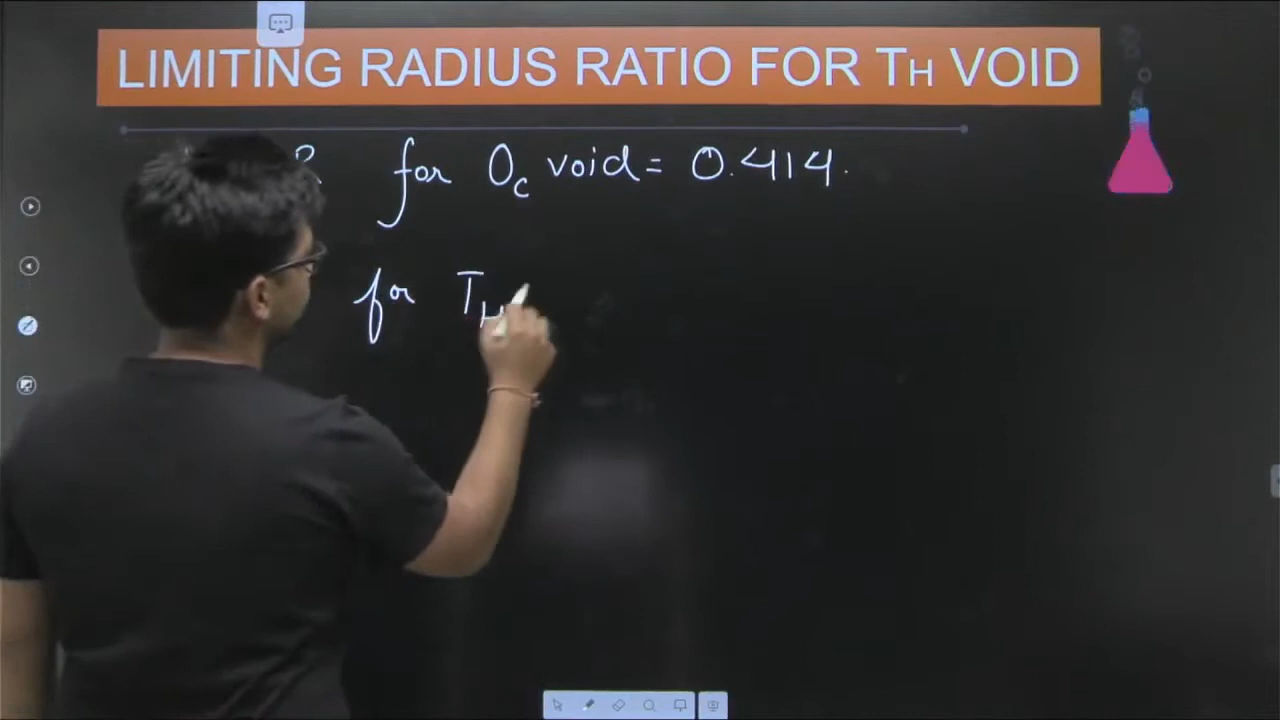 LIMITING RADIUS RATIO FOR TH VOID
R for Oc void = 0.414.
for TH